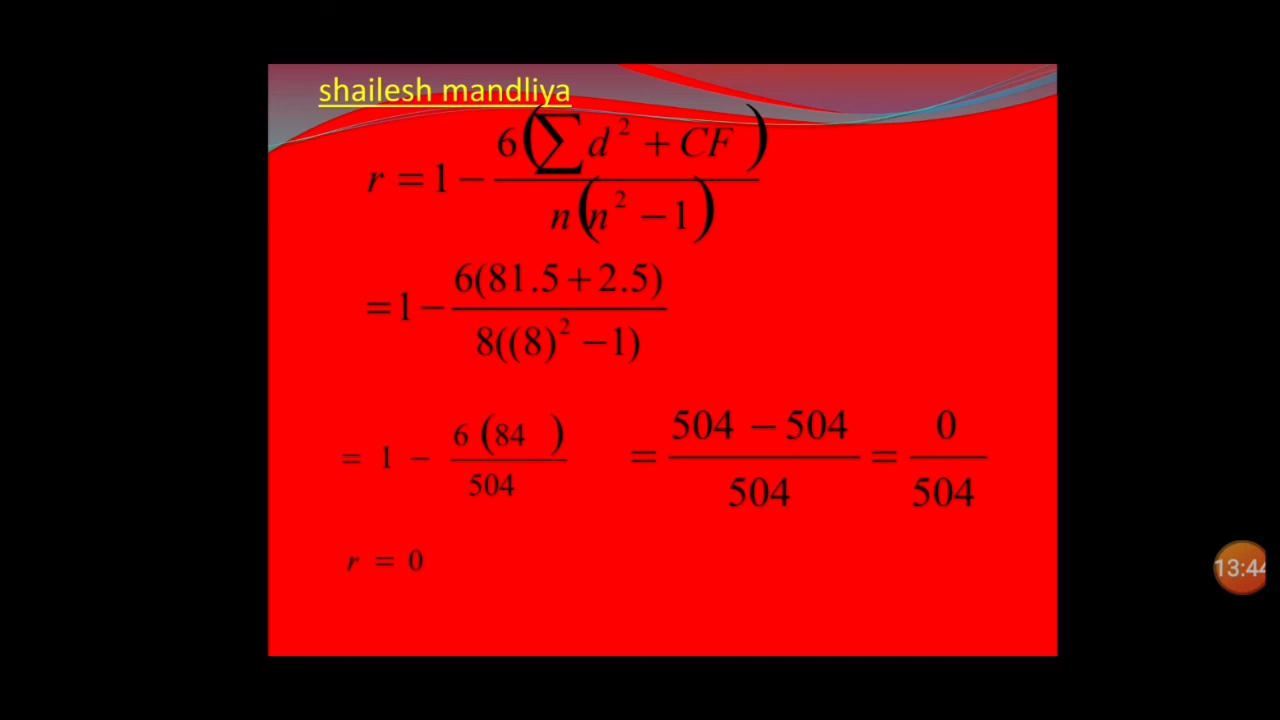 shailesh mandliya
r = 1 − 6(∑d² + CF) / n(n² − 1)
= 1 − 6(81.5 + 2.5) / 8((8)² − 1)
= 1 − 6 (84 ) / 504 = 504 − 504 / 504 = 0 / 504
r = 0
13:44